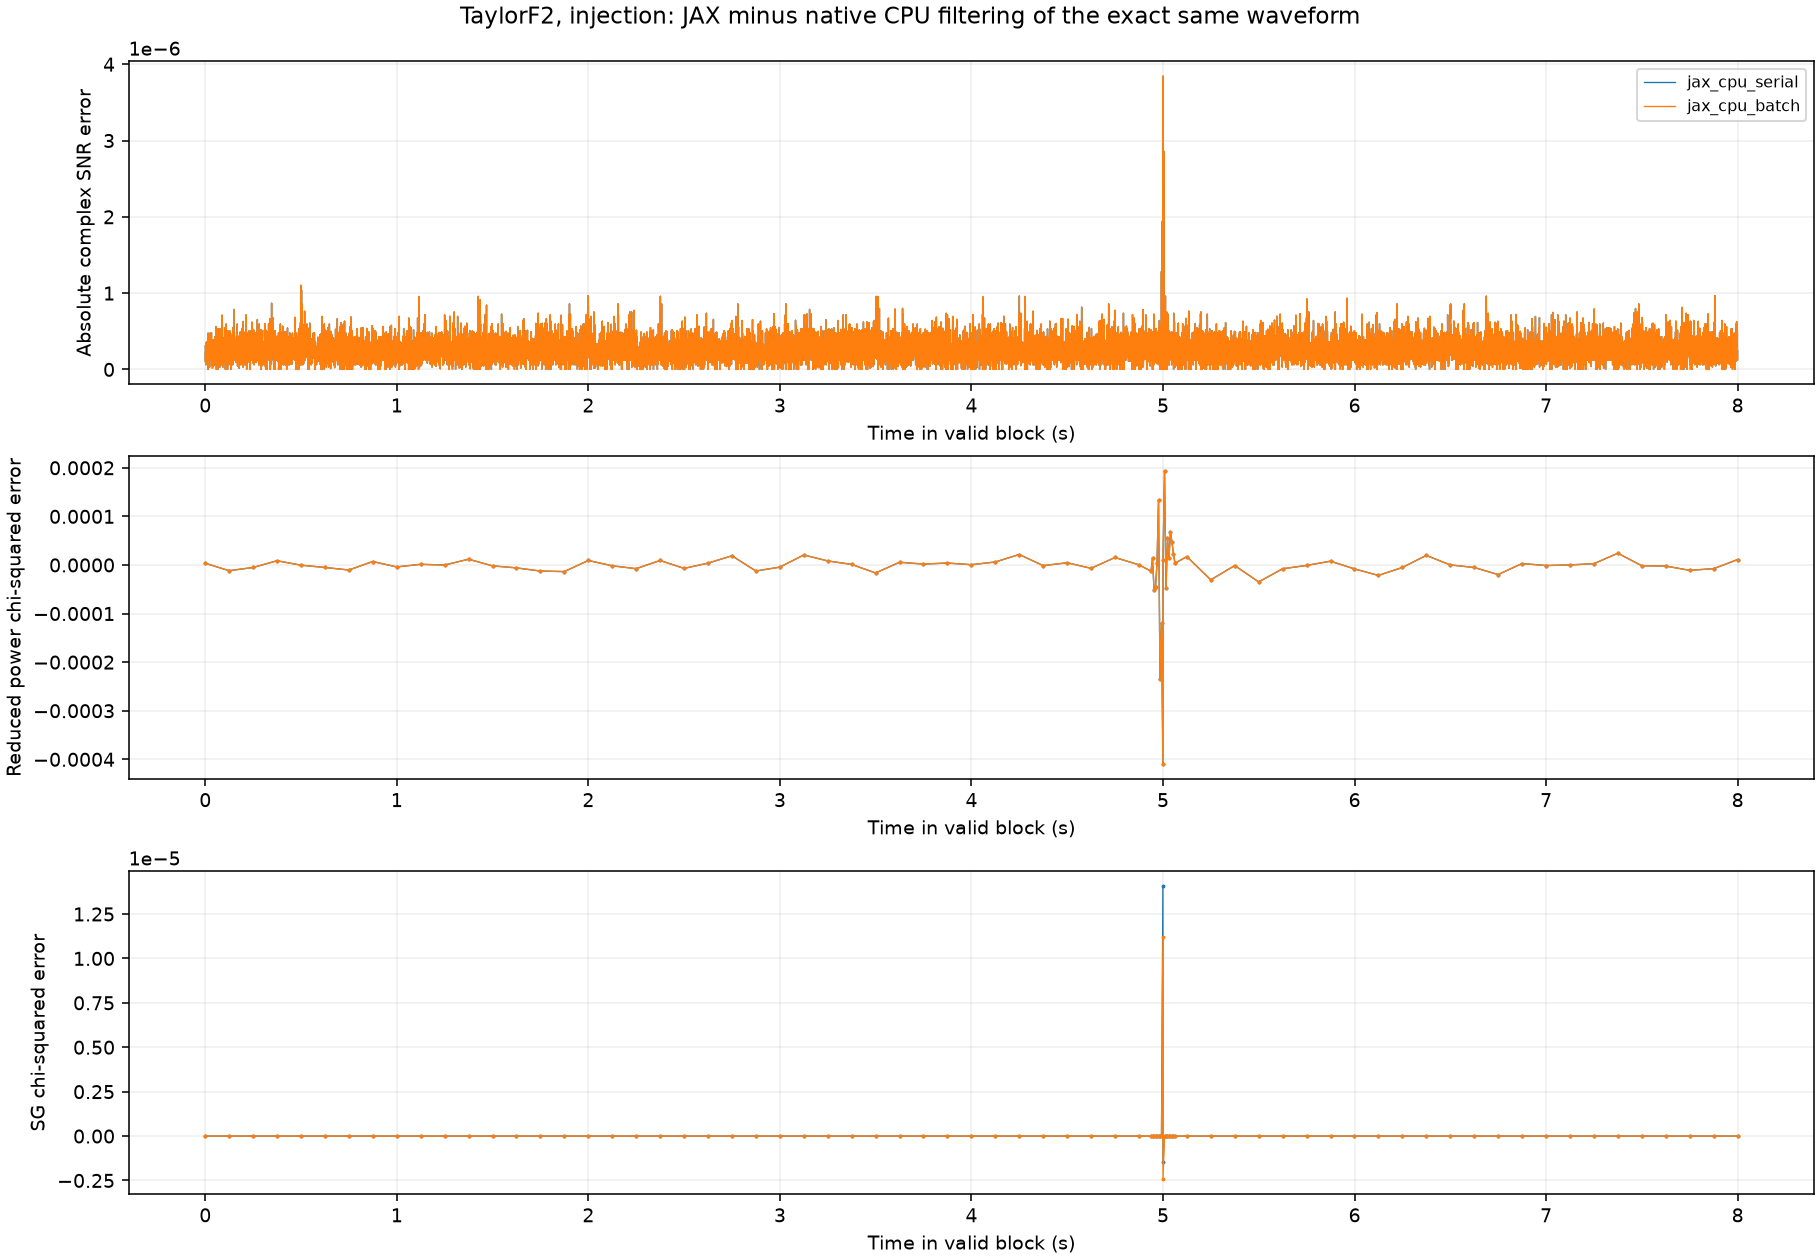 TaylorF2, injection: JAX minus native CPU filtering of the exact same waveform
1e−6
4
3
2
1
0
Absolute complex SNR error
jax_cpu_serial
jax_cpu_batch
0 1 2 3 4 5 6 7 8
Time in valid block (s)
0.0002
0.0001
0.0000
−0.0001
−0.0002
−0.0003
−0.0004
Reduced power chi-squared error
0 1 2 3 4 5 6 7 8
Time in valid block (s)
1e−5
1.25
1.00
0.75
0.50
0.25
0.00
−0.25
SG chi-squared error
0 1 2 3 4 5 6 7 8
Time in valid block (s)